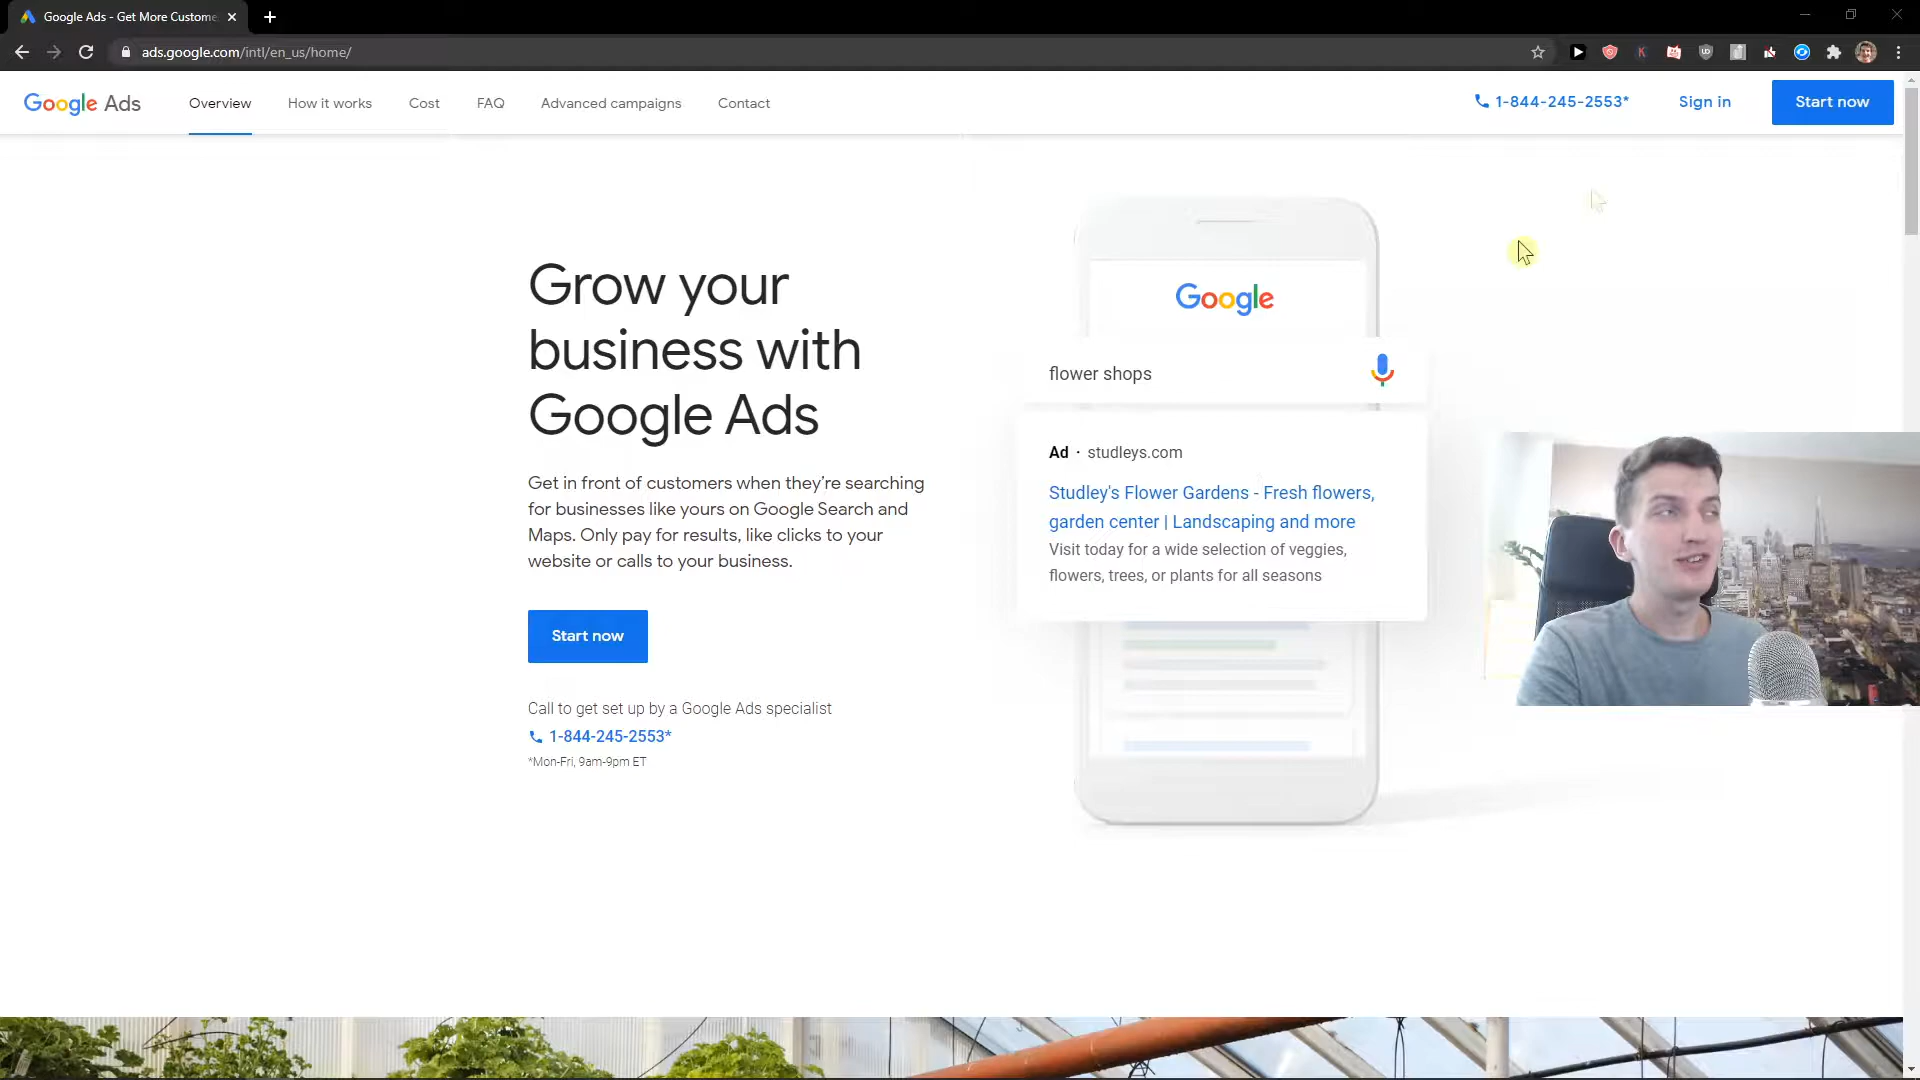 Google Ads - Get More Custome
ads.google.com/intl/en_us/home/
Google Ads
Overview
How it works
Cost
FAQ
Advanced campaigns
Contact
1-844-245-2553*
Sign in
Start now
Grow your
business with
Google Ads
Get in front of customers when they’re searching
for businesses like yours on Google Search and
Maps. Only pay for results, like clicks to your
website or calls to your business.
Start now
Call to get set up by a Google Ads specialist
1-844-245-2553*
*Mon-Fri, 9am-9pm ET
Google
flower shops
Ad · studleys.com
Studley's Flower Gardens - Fresh flowers,
garden center | Landscaping and more
Visit today for a wide selection of veggies,
flowers, trees, or plants for all seasons